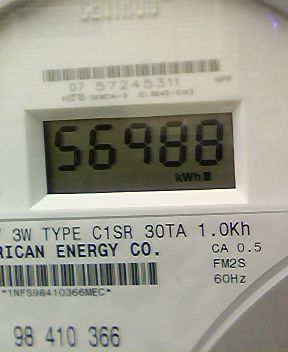 CENTRON
07 57245311
56988
kWh
3W TYPE C1SR 30TA 1.0Kh
RICAN ENERGY CO. CA 0.5
FM2S
60Hz
*1NFS98410366MEC*
98 410 366